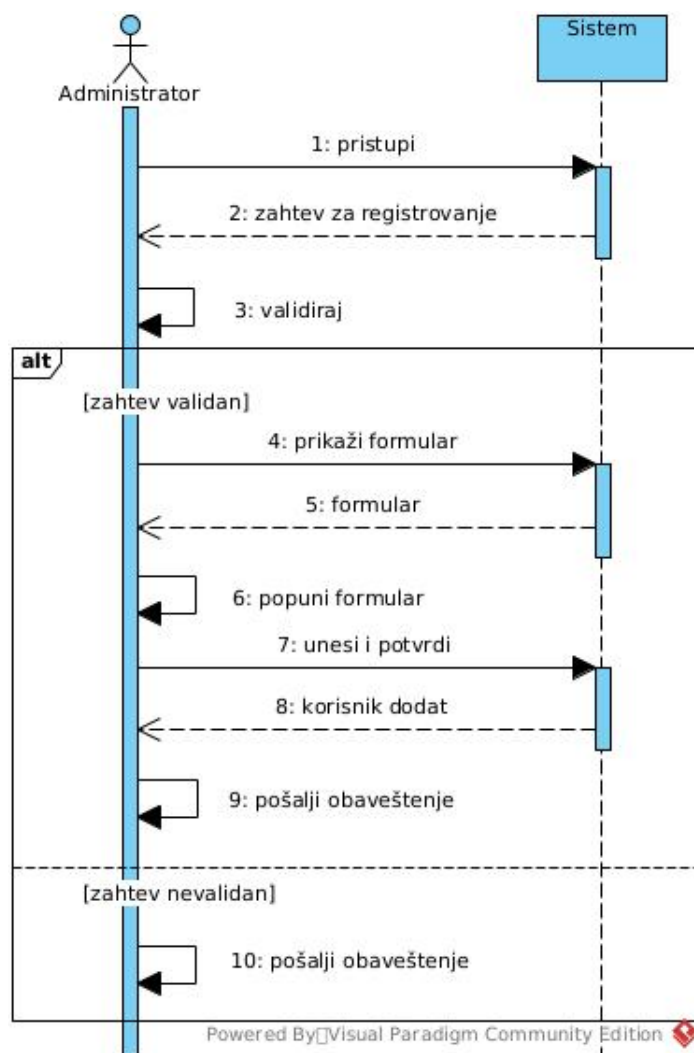 Sistem
Administrator
1: pristupi
2: zahtev za registrovanje
3: validiraj
alt
[zahtev validan]
4: prikaži formular
5: formular
6: popuni formular
7: unesi i potvrdi
8: korisnik dodat
9: pošalji obaveštenje
[zahtev nevalidan]
10: pošalji obaveštenje
Powered By□Visual Paradigm Community Edition